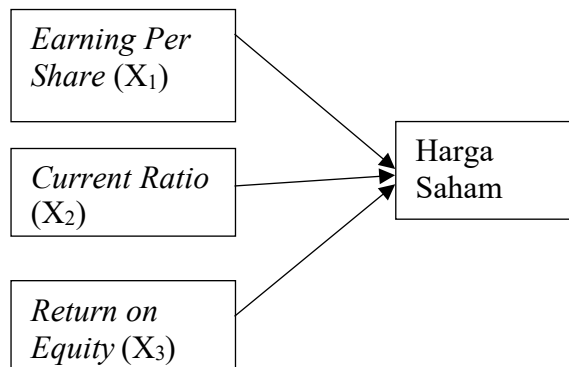 Earning Per
Share (X₁)
Current Ratio
(X₂)
Return on
Equity (X₃)
Harga
Saham